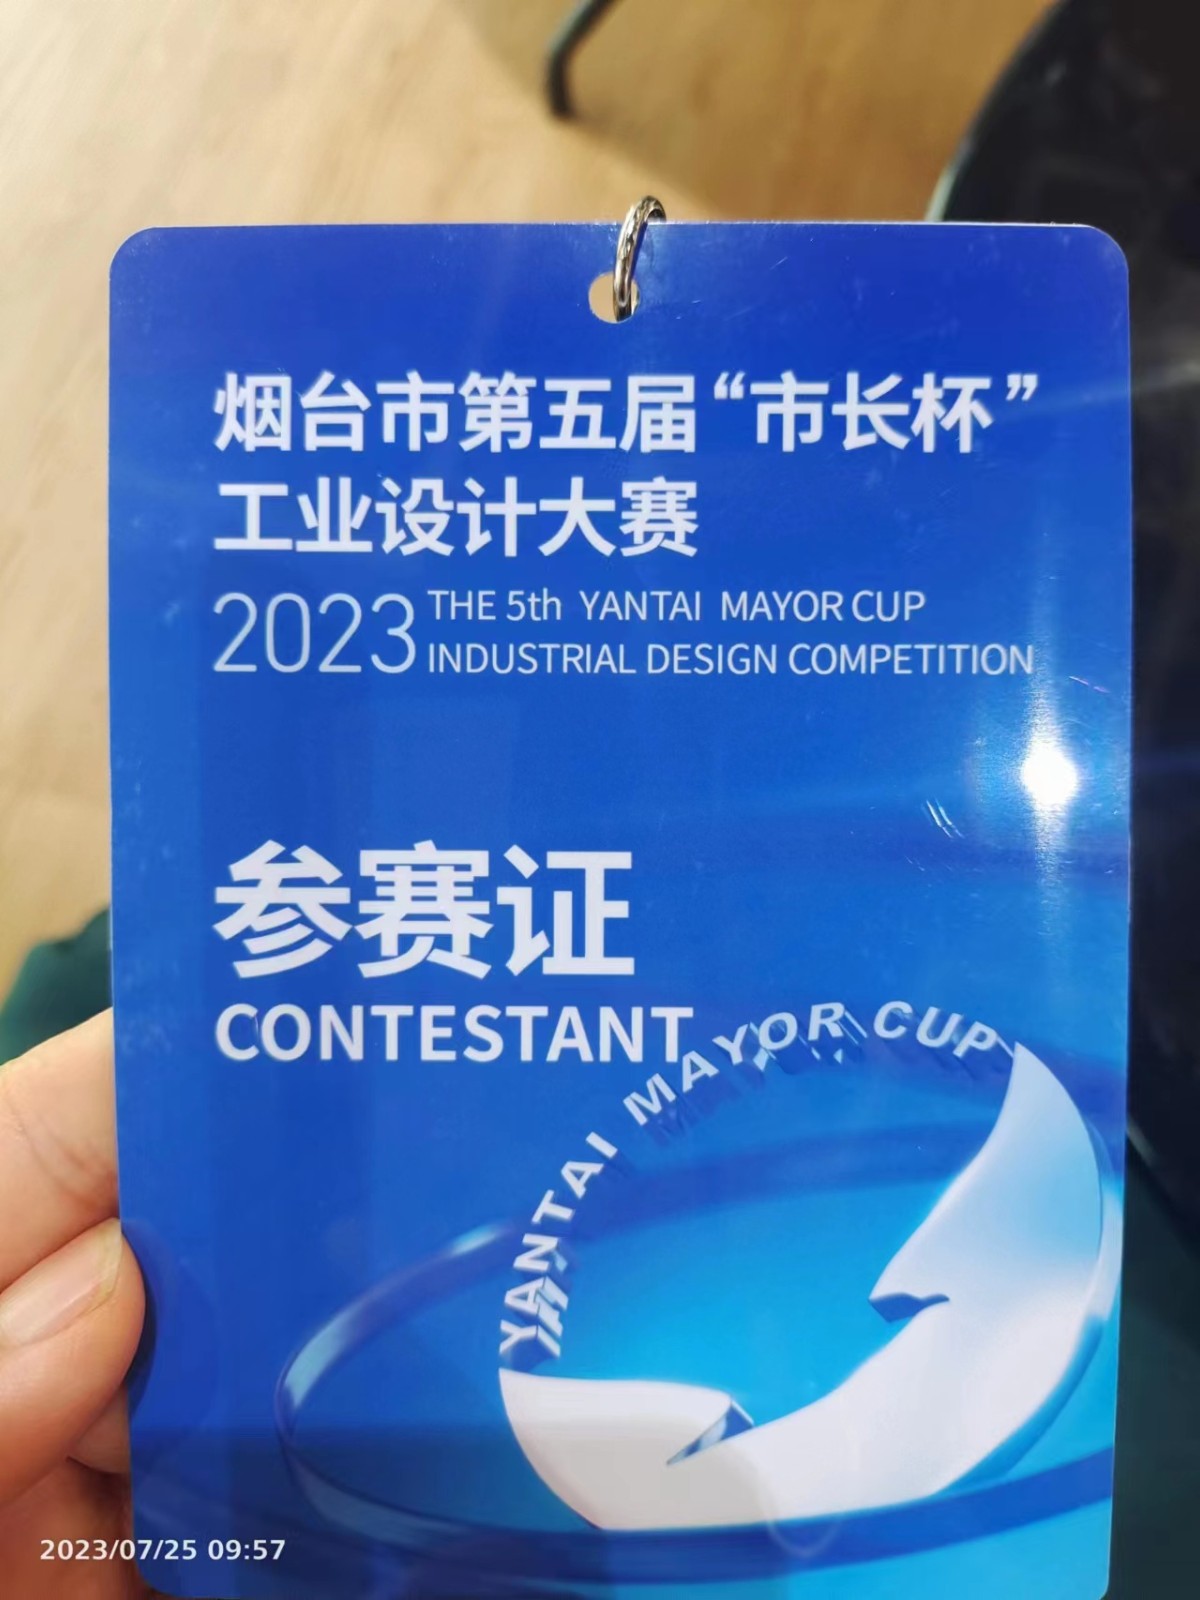 烟台市第五届“市长杯”
工业设计大赛
2023 THE 5th YANTAI MAYOR CUP
INDUSTRIAL DESIGN COMPETITION
参赛证
CONTESTANT
YANTAI MAYOR CUP
2023/07/25 09:57